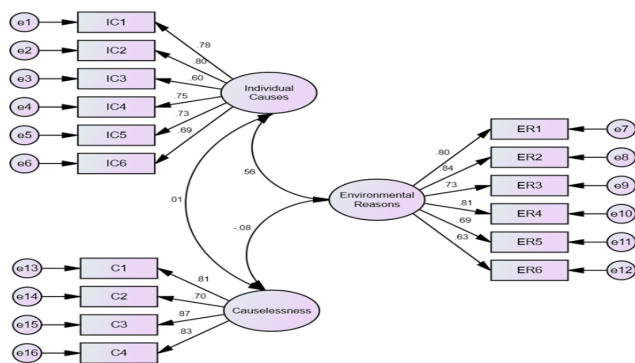 e1 IC1
e2 IC2
e3 IC3
e4 IC4
e5 IC5
e6 IC6
.78
.80
.60
.75
.73
.69
Individual
Causes
.56
.01
-.08
Environmental
Reasons
.80
.84
.73
.81
.69
.63
ER1 e7
ER2 e8
ER3 e9
ER4 e10
ER5 e11
ER6 e12
e13 C1
e14 C2
e15 C3
e16 C4
.81
.70
.87
.83
Causelessness